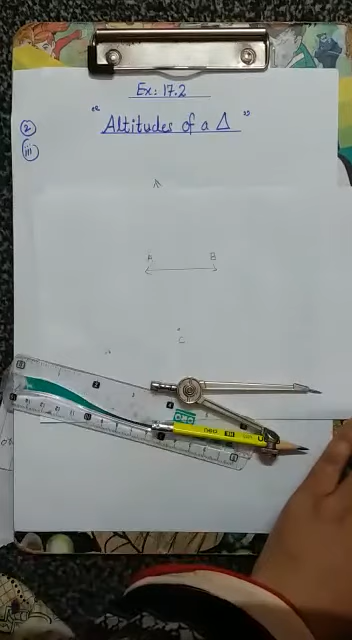 Ex: 17.2
"Altitudes of a Δ"
2
iii
A B
C